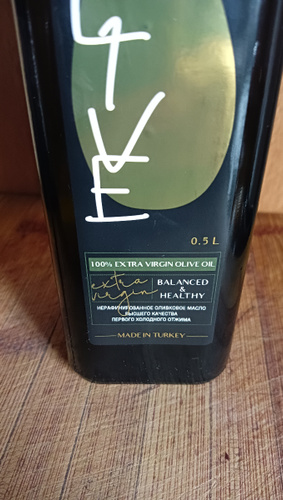 0.5 L
100% EXTRA VIRGIN OLIVE OIL
extra virgin
BALANCED
&
HEALTHY
НЕРАФИНИРОВАННОЕ ОЛИВКОВОЕ МАСЛО
ВЫСШЕГО КАЧЕСТВА
ПЕРВОГО ХОЛОДНОГО ОТЖИМА
MADE IN TURKEY